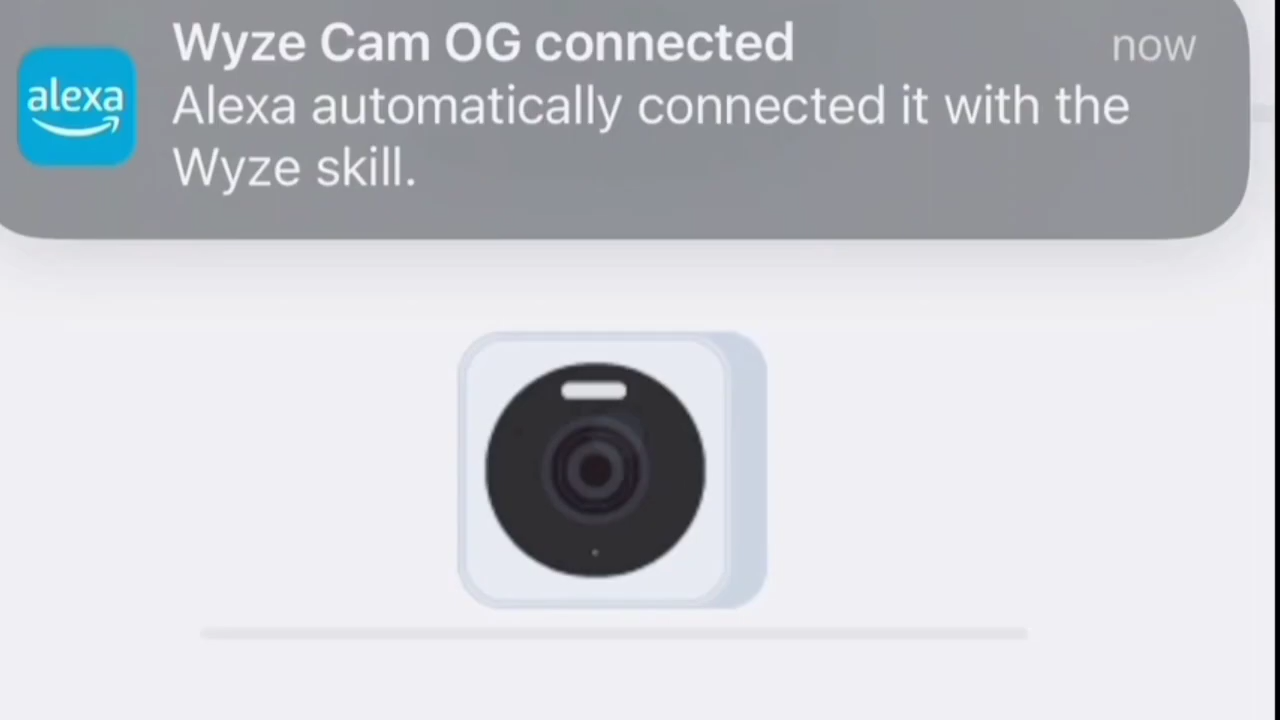 Wyze Cam OG connected
now
alexa
Alexa automatically connected it with the
Wyze skill.